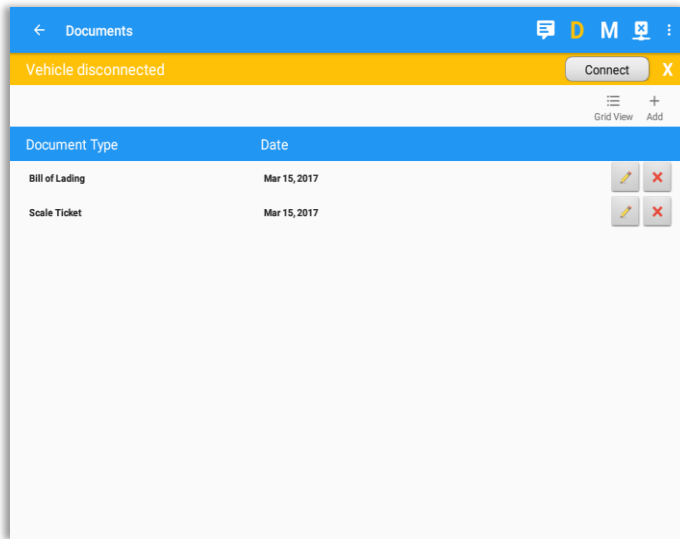 Documents D M
Vehicle disconnected Connect X
Grid View Add
Document Type Date
Bill of Lading Mar 15, 2017
Scale Ticket Mar 15, 2017